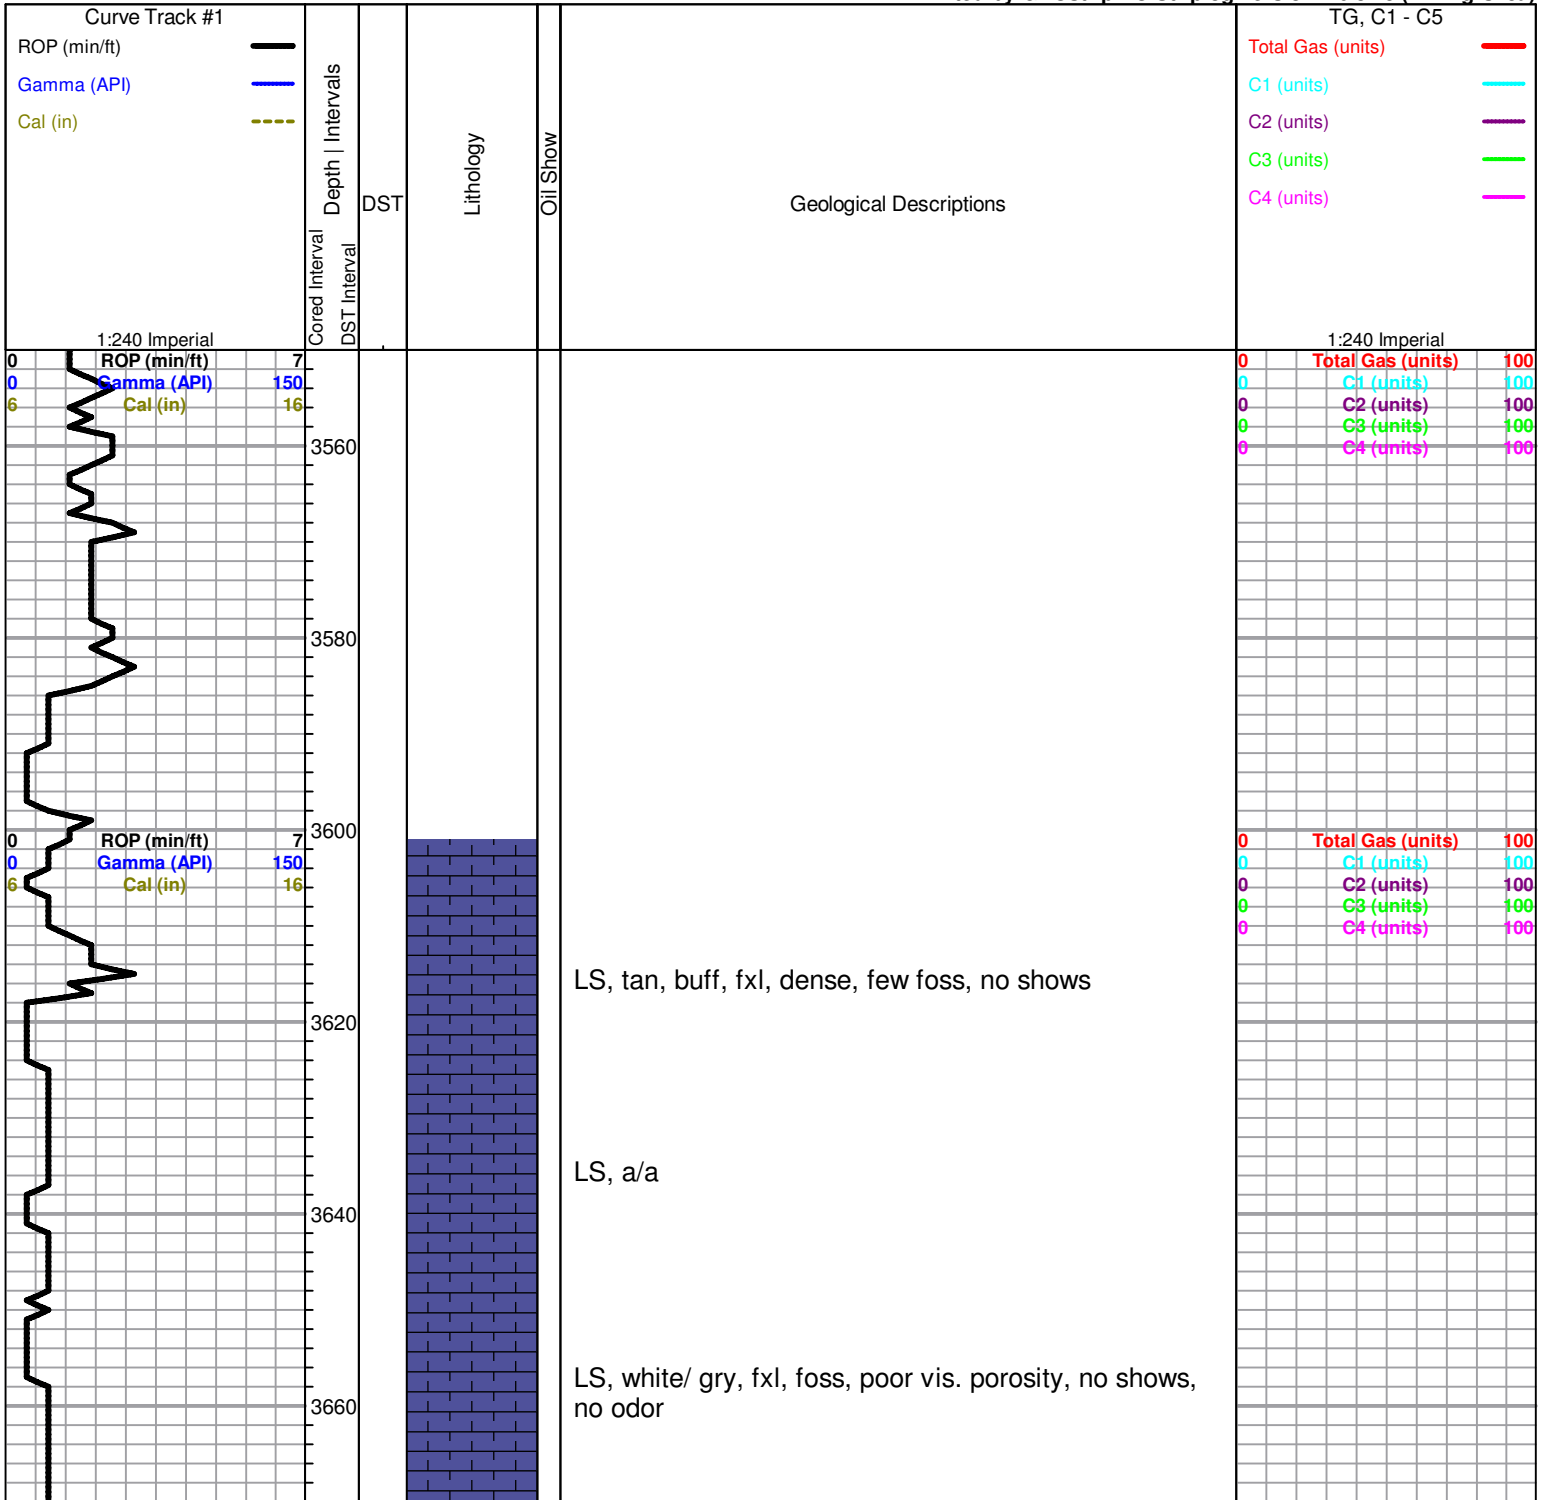 Curve Track #1
ROP (min/ft)
Gamma (API)
Cal (in)
1:240 Imperial
Depth | Intervals
Cored Interval
DST Interval
DST
Lithology
Oil Show
Geological Descriptions
TG, C1 - C5
Total Gas (units)
C1 (units)
C2 (units)
C3 (units)
C4 (units)
1:240 Imperial
0 ROP (min/ft) 7
0 Gamma (API) 150
6 Cal (in) 16
0 Total Gas (units) 100
0 C1 (units) 100
0 C2 (units) 100
0 C3 (units) 100
0 C4 (units) 100
3560
3580
3600
0 ROP (min/ft) 7
0 Gamma (API) 150
6 Cal (in) 16
0 Total Gas (units) 100
0 C1 (units) 100
0 C2 (units) 100
0 C3 (units) 100
0 C4 (units) 100
LS, tan, buff, fxl, dense, few foss, no shows
3620
LS, a/a
3640
LS, white/ gry, fxl, foss, poor vis. porosity, no shows,
no odor
3660